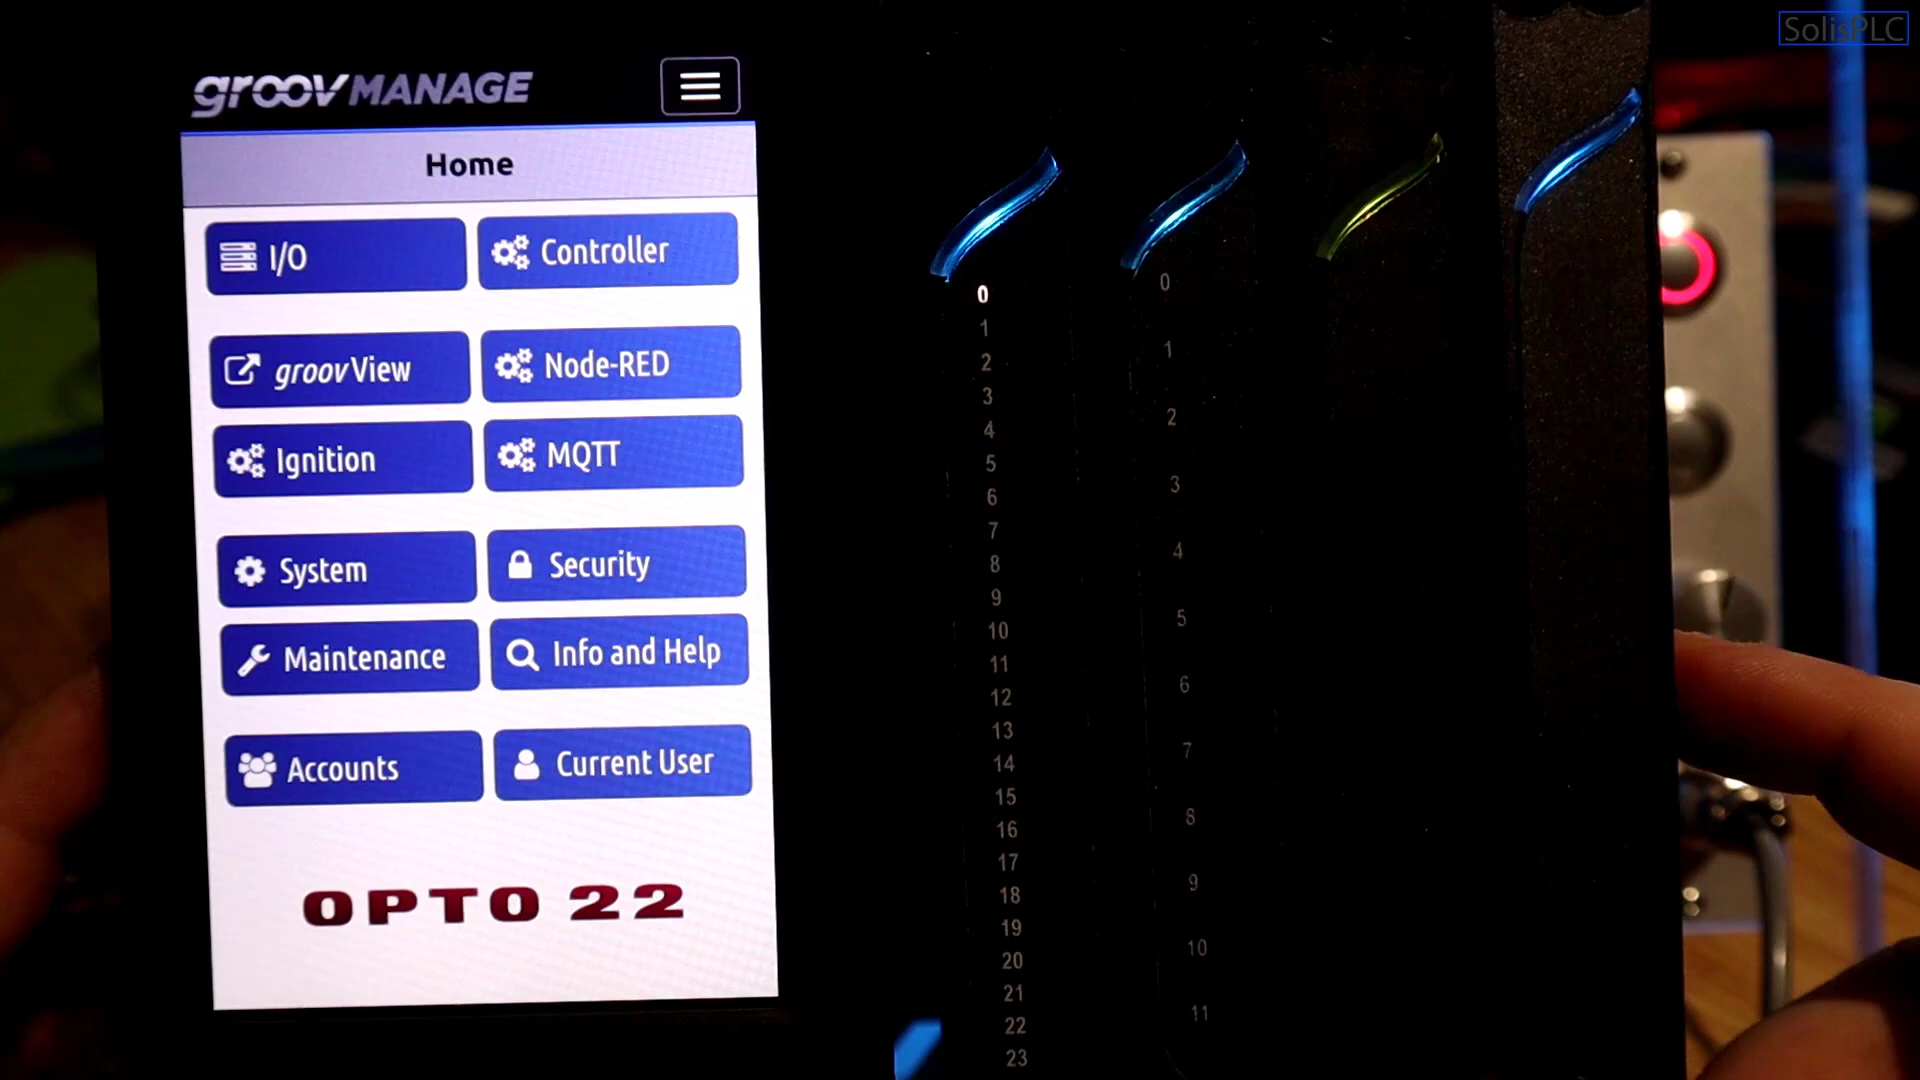 SolisPLC
groov MANAGE
Home
I/O
Controller
groov View
Node-RED
Ignition
MQTT
System
Security
Maintenance
Info and Help
Accounts
Current User
OPTO 22
0
1
2
3
4
5
6
7
8
9
10
11
12
13
14
15
16
17
18
19
20
21
22
23
0
1
2
3
4
5
6
7
8
9
10
11